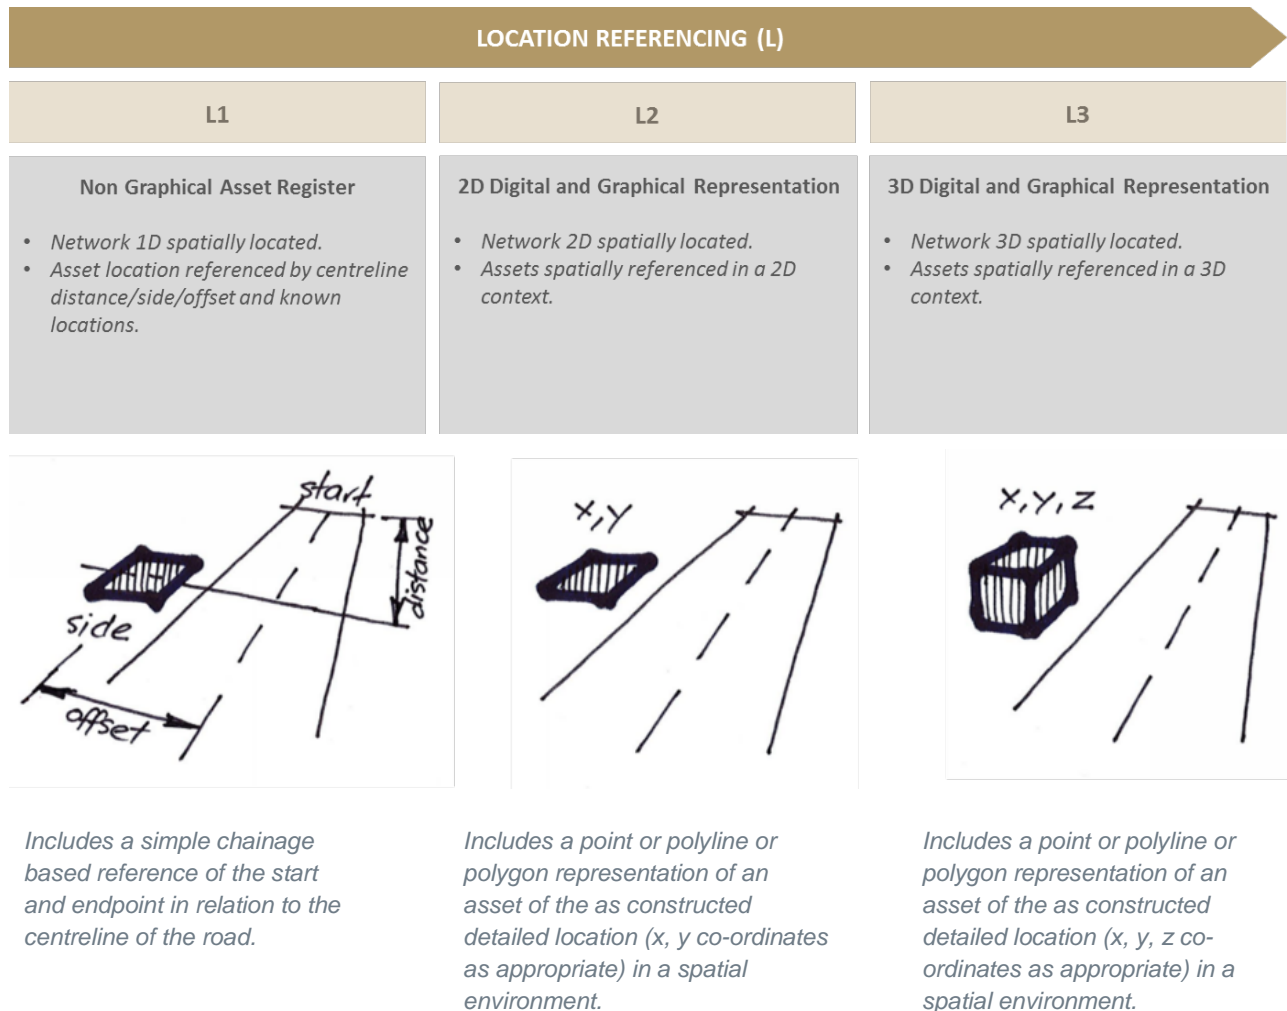 LOCATION REFERENCING (L)
L1
Non Graphical Asset Register
• Network 1D spatially located.
• Asset location referenced by centreline
distance/side/offset and known
locations.
L2
2D Digital and Graphical Representation
• Network 2D spatially located.
• Assets spatially referenced in a 2D
context.
L3
3D Digital and Graphical Representation
• Network 3D spatially located.
• Assets spatially referenced in a 3D
context.
start
distance
side
offset
x,y
x,y,z
Includes a simple chainage
based reference of the start
and endpoint in relation to the
centreline of the road.
Includes a point or polyline or
polygon representation of an
asset of the as constructed
detailed location (x, y co-ordinates
as appropriate) in a spatial
environment.
Includes a point or polyline or
polygon representation of an
asset of the as constructed
detailed location (x, y, z co-
ordinates as appropriate) in a
spatial environment.